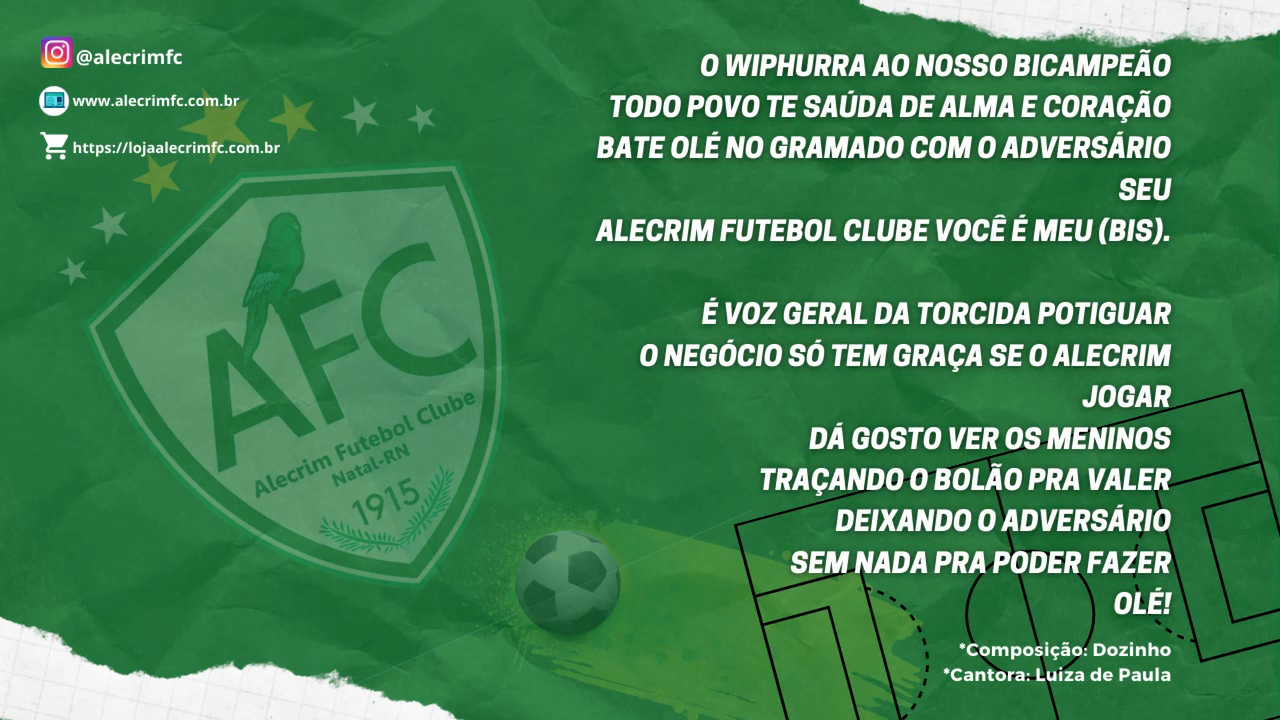 @alecrimfc
www.alecrimfc.com.br
https://lojaalecrimfc.com.br
AFC
Alecrim Futebol Clube
Natal-RN
1915
O WIPHURRA AO NOSSO BICAMPEÃO
TODO POVO TE SAÚDA DE ALMA E CORAÇÃO
BATE OLÉ NO GRAMADO COM O ADVERSÁRIO
SEU
ALECRIM FUTEBOL CLUBE VOCÊ É MEU (BIS).
É VOZ GERAL DA TORCIDA POTIGUAR
O NEGÓCIO SÓ TEM GRAÇA SE O ALECRIM
JOGAR
DÁ GOSTO VER OS MENINOS
TRAÇANDO O BOLÃO PRA VALER
DEIXANDO O ADVERSÁRIO
SEM NADA PRA PODER FAZER
OLÉ!
*Composição: Dozinho
*Cantora: Luiza de Paula